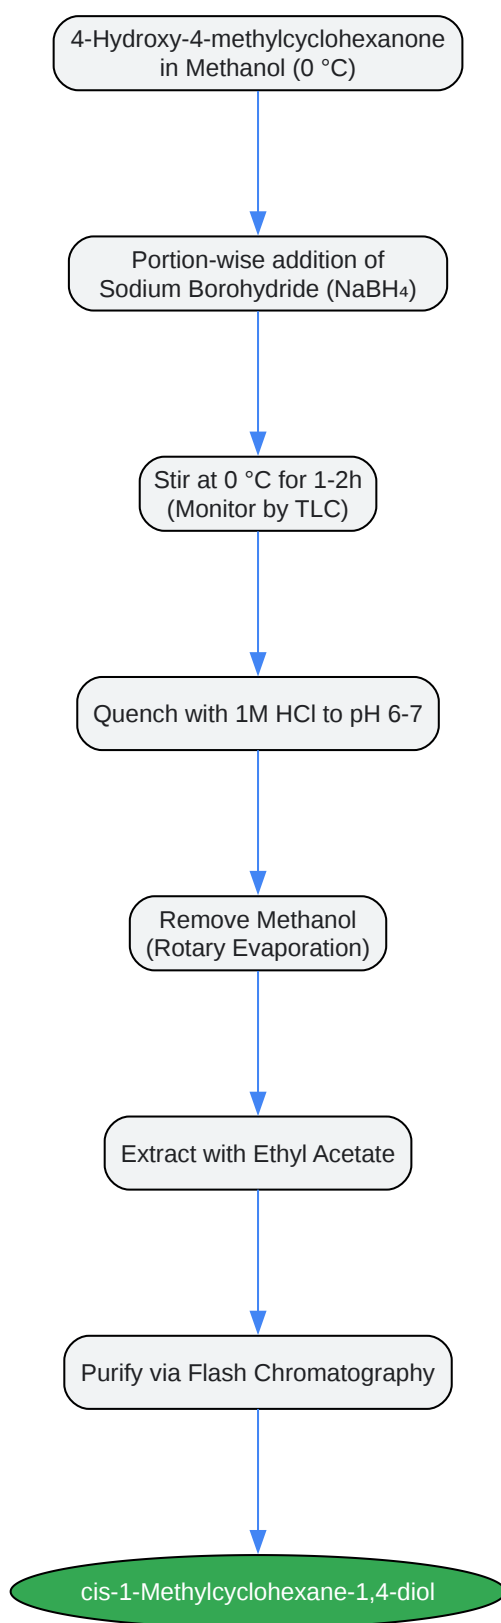 4-Hydroxy-4-methylcyclohexanone
in Methanol (0 °C)
Portion-wise addition of
Sodium Borohydride (NaBH₄)
Stir at 0 °C for 1-2h
(Monitor by TLC)
Quench with 1M HCl to pH 6-7
Remove Methanol
(Rotary Evaporation)
Extract with Ethyl Acetate
Purify via Flash Chromatography
cis-1-Methylcyclohexane-1,4-diol